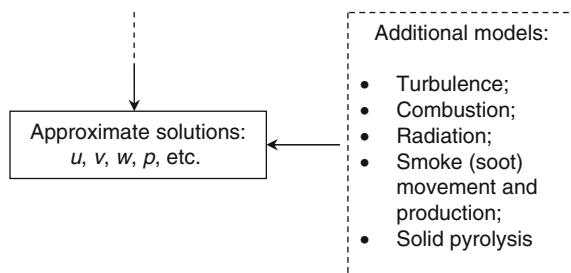 Approximate solutions:
u, v, w, p, etc.
Additional models:
• Turbulence;
• Combustion;
• Radiation;
• Smoke (soot)
movement and
production;
• Solid pyrolysis